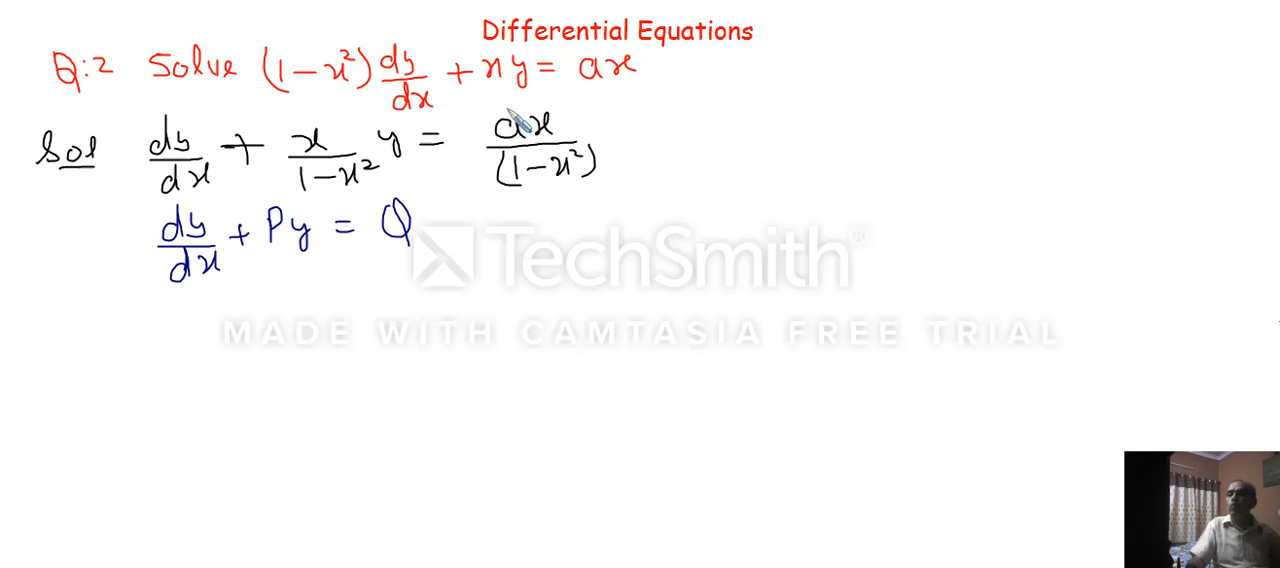 Differential Equations
Q:2 Solve (1-x²) dy/dx + xy = ax
Sol dy/dx + x/1-x² y = ax/(1-x²)
dy/dx + Py = Q
TechSmith®
MADE WITH CAMTASIA FREE TRIAL